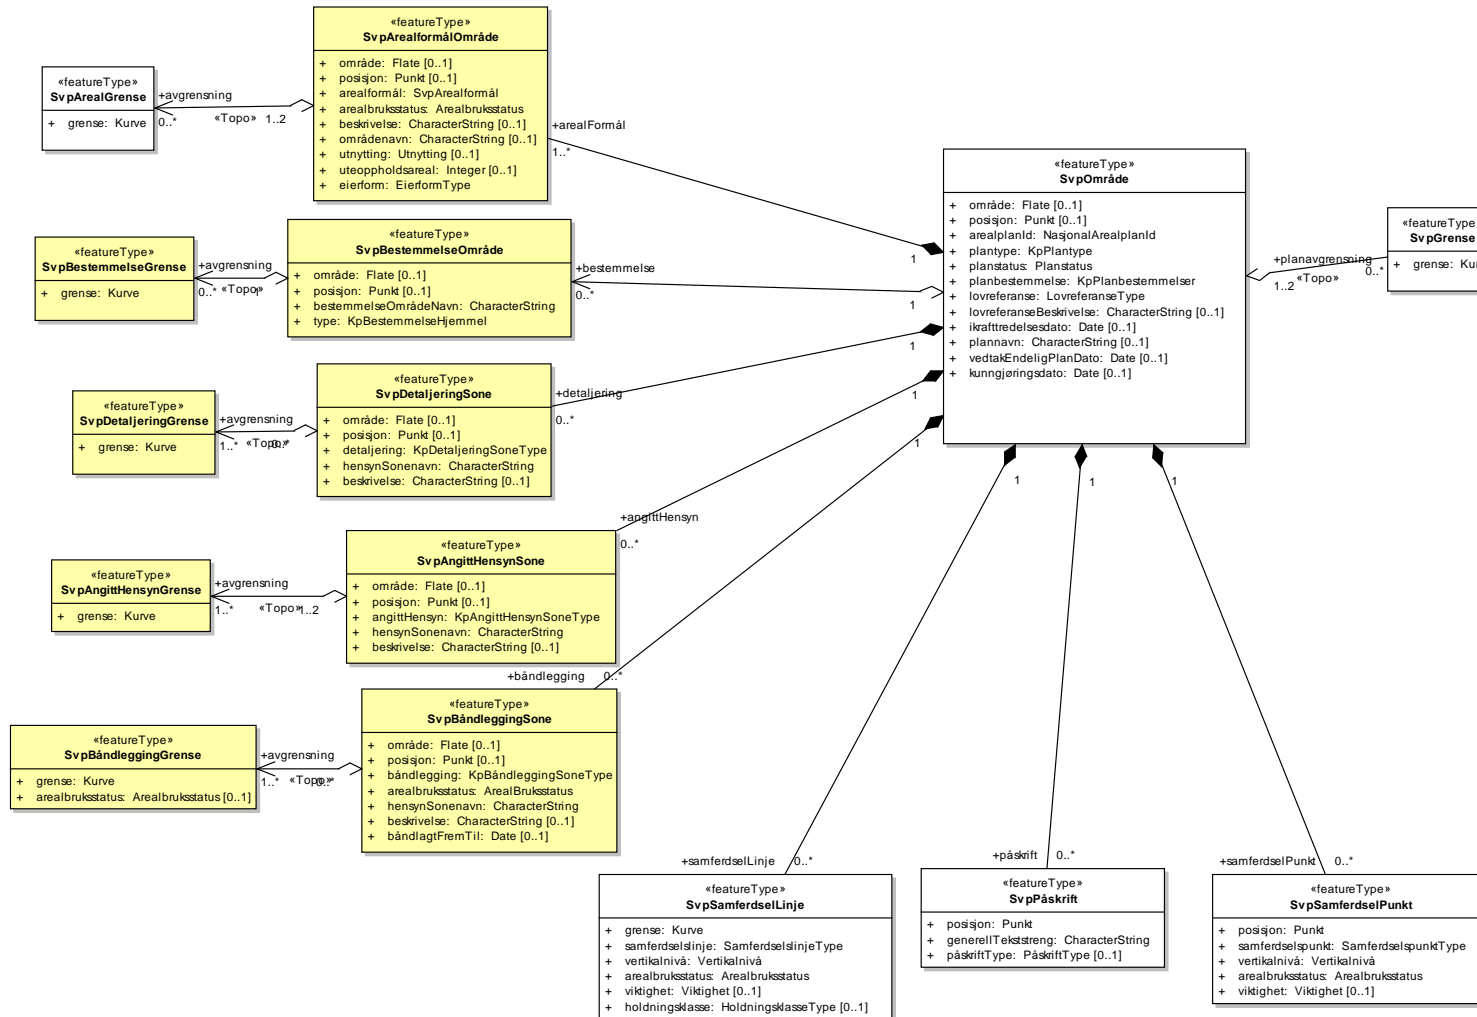 «featureType»
SvpArealformålOmråde
+ område: Flate [0..1]
+ posisjon: Punkt [0..1]
+ arealformål: SvpArealformål
+ arealbruksstatus: Arealbruksstatus
+ beskrivelse: CharacterString [0..1]
+ områdenavn: CharacterString [0..1]
+ utnytting: Utnytting [0..1]
+ uteoppholdsareal: Integer [0..1]
+ eierform: EierformType
«featureType»
SvpArealGrense
+ grense: Kurve
+avgrensning
0..* «Topo» 1..2
+arealFormål
1..*
1
«featureType»
SvpOmråde
+ område: Flate [0..1]
+ posisjon: Punkt [0..1]
+ arealplanId: NasjonalArealplanId
+ plantype: KpPlantype
+ planstatus: Planstatus
+ planbestemmelse: KpPlanbestemmelser
+ lovreferanse: LovreferanseType
+ lovreferanseBeskrivelse: CharacterString [0..1]
+ ikrafttredelsesdato: Date [0..1]
+ plannavn: CharacterString [0..1]
+ vedtakEndeligPlanDato: Date [0..1]
+ kunngjøringsdato: Date [0..1]
+planavgrensning
1..2 «Topo» 0..*
«featureType
SvpGrense
+ grense: Kur
«featureType»
SvpBestemmelseOmråde
+ område: Flate [0..1]
+ posisjon: Punkt [0..1]
+ bestemmelseOmrådeNavn: CharacterString
+ type: KpBestemmelseHjemmel
«featureType»
SvpBestemmelseGrense
+ grense: Kurve
+avgrensning
0..* «Topo» 1
+bestemmelse
0..*
1
«featureType»
SvpDetaljeringSone
+ område: Flate [0..1]
+ posisjon: Punkt [0..1]
+ detaljering: KpDetaljeringSoneType
+ hensynSonenavn: CharacterString
+ beskrivelse: CharacterString [0..1]
«featureType»
SvpDetaljeringGrense
+ grense: Kurve
+avgrensning
1..* «Topo» 0..*
+detaljering
0..*
1
«featureType»
SvpAngittHensynSone
+ område: Flate [0..1]
+ posisjon: Punkt [0..1]
+ angittHensyn: KpAngittHensynSoneType
+ hensynSonenavn: CharacterString
+ beskrivelse: CharacterString [0..1]
«featureType»
SvpAngittHensynGrense
+ grense: Kurve
+avgrensning
1..* «Topo» 1..2
+angittHensyn
0..*
1
«featureType»
SvpBåndleggingSone
+ område: Flate [0..1]
+ posisjon: Punkt [0..1]
+ båndlegging: KpBåndleggingSoneType
+ arealbruksstatus: ArealBruksstatus
+ hensynSonenavn: CharacterString
+ beskrivelse: CharacterString [0..1]
+ båndlagtFremTil: Date [0..1]
«featureType»
SvpBåndleggingGrense
+ grense: Kurve
+ arealbruksstatus: Arealbruksstatus [0..1]
+avgrensning
1..* «Topo» 0..*
+båndlegging 0..*
1
1
1
1
+samferdselLinje 0..*
«featureType»
SvpSamferdselLinje
+ grense: Kurve
+ samferdselslinje: SamferdselslinjeType
+ vertikalnivå: Vertikalnivå
+ arealbruksstatus: Arealbruksstatus
+ viktighet: Viktighet [0..1]
+ holdningsklasse: HoldningsklasseType [0..1]
+påskrift 0..*
«featureType»
SvpPåskrift
+ posisjon: Punkt
+ generellTekststreng: CharacterString
+ påskriftType: PåskriftType [0..1]
+samferdselPunkt 0..*
«featureType»
SvpSamferdselPunkt
+ posisjon: Punkt
+ samferdselspunkt: SamferdselspunktType
+ vertikalnivå: Vertikalnivå
+ arealbruksstatus: Arealbruksstatus
+ viktighet: Viktighet [0..1]